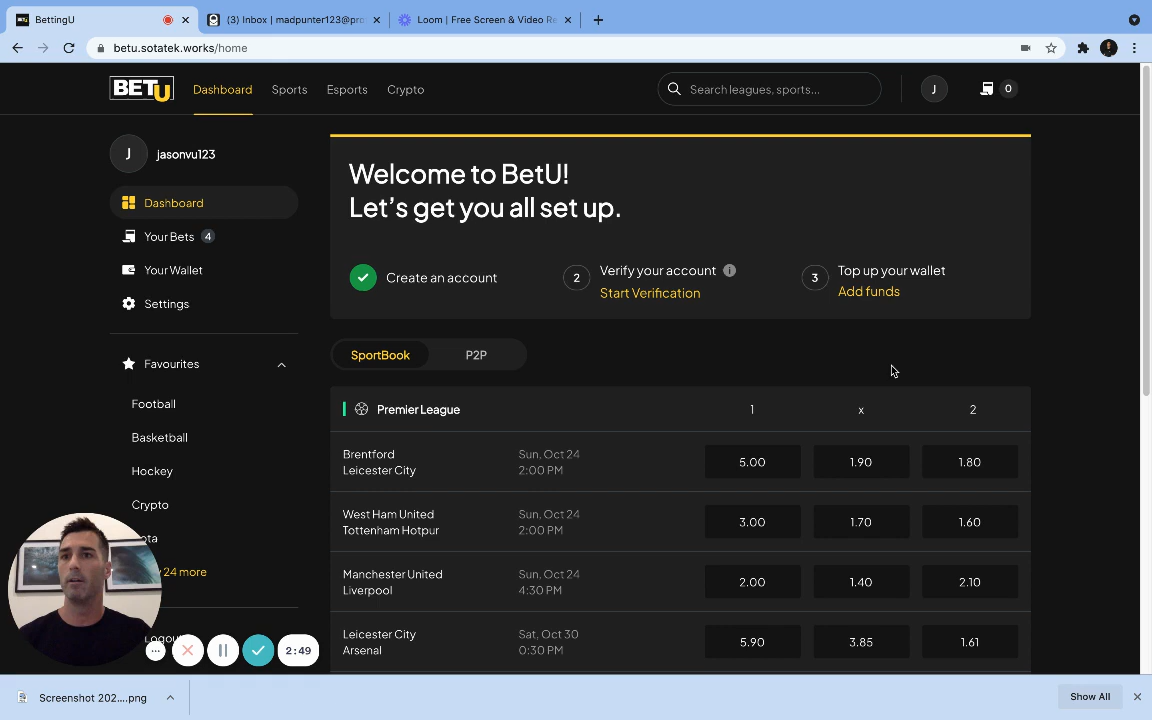 BettingU
(3) Inbox | madpunter123@pro
Loom | Free Screen & Video Re
betu.sotatek.works/home
BETU
Dashboard
Sports
Esports
Crypto
Search leagues, sports...
J
0
J
jasonvu123
Dashboard
Your Bets 4
Your Wallet
Settings
Favourites
Football
Basketball
Hockey
Crypto
ota
24 more
Logout
Welcome to BetU!
Let's get you all set up.
Create an account
2
Verify your account
Start Verification
3
Top up your wallet
Add funds
SportBook
P2P
Premier League
1
x
2
Brentford
Leicester City
Sun, Oct 24
2:00 PM
5.00
1.90
1.80
West Ham United
Tottenham Hotpur
Sun, Oct 24
2:00 PM
3.00
1.70
1.60
Manchester United
Liverpool
Sun, Oct 24
4:30 PM
2.00
1.40
2.10
Leicester City
Arsenal
Sat, Oct 30
0:30 PM
5.90
3.85
1.61
2:49
Screenshot 202....png
Show All